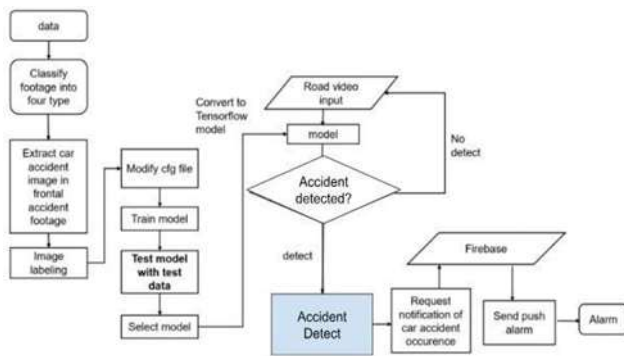 data
Classify
footage into
four type
Extract car
accident
image in
frontal
accident
footage
Image
labeling
Modify cfg file
Train model
Test model
with test
data
Select model
Convert to
Tensorflow
model
Road video
input
model
Accident
detected?
No
detect
detect
Accident
Detect
Request
notification of
car accident
occurence
Firebase
Send push
alarm
Alarm